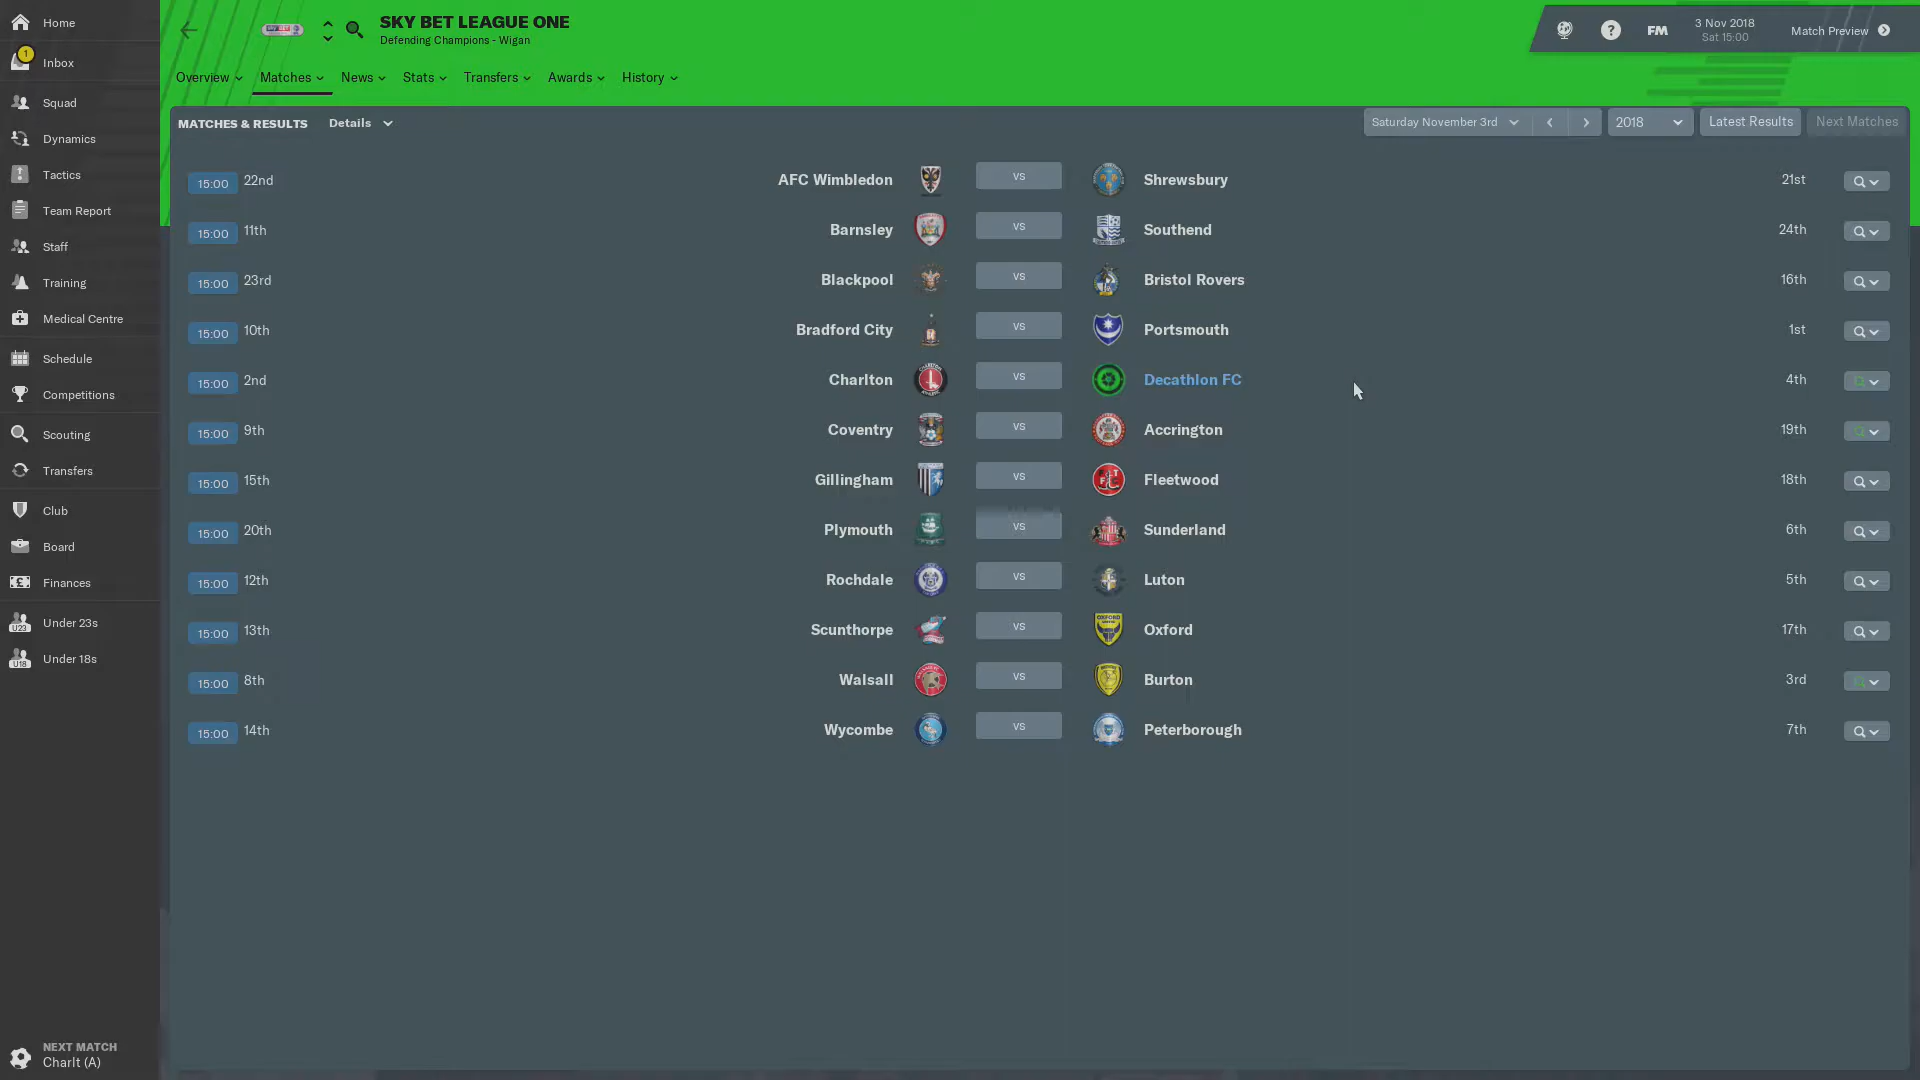 Home
1
Inbox
Squad
Dynamics
Tactics
Team Report
Staff
Training
Medical Centre
Schedule
Competitions
Scouting
Transfers
Club
Board
Finances
U23
Under 23s
U18
Under 18s
NEXT MATCH
Charlt (A)
SKY BET LEAGUE ONE
Defending Champions - Wigan
? FM
3 Nov 2018
Sat 15:00
Match Preview
Overview Matches News Stats Transfers Awards History
MATCHES & RESULTS Details Saturday November 3rd 2018 Latest Results Next Matches
15:00 22nd AFC Wimbledon vs Shrewsbury 21st
15:00 11th Barnsley vs Southend 24th
15:00 23rd Blackpool vs Bristol Rovers 16th
15:00 10th Bradford City vs Portsmouth 1st
15:00 2nd Charlton vs Decathlon FC 4th
15:00 9th Coventry vs Accrington 19th
15:00 15th Gillingham vs Fleetwood 18th
15:00 20th Plymouth vs Sunderland 6th
15:00 12th Rochdale vs Luton 5th
15:00 13th Scunthorpe vs Oxford 17th
15:00 8th Walsall vs Burton 3rd
15:00 14th Wycombe vs Peterborough 7th